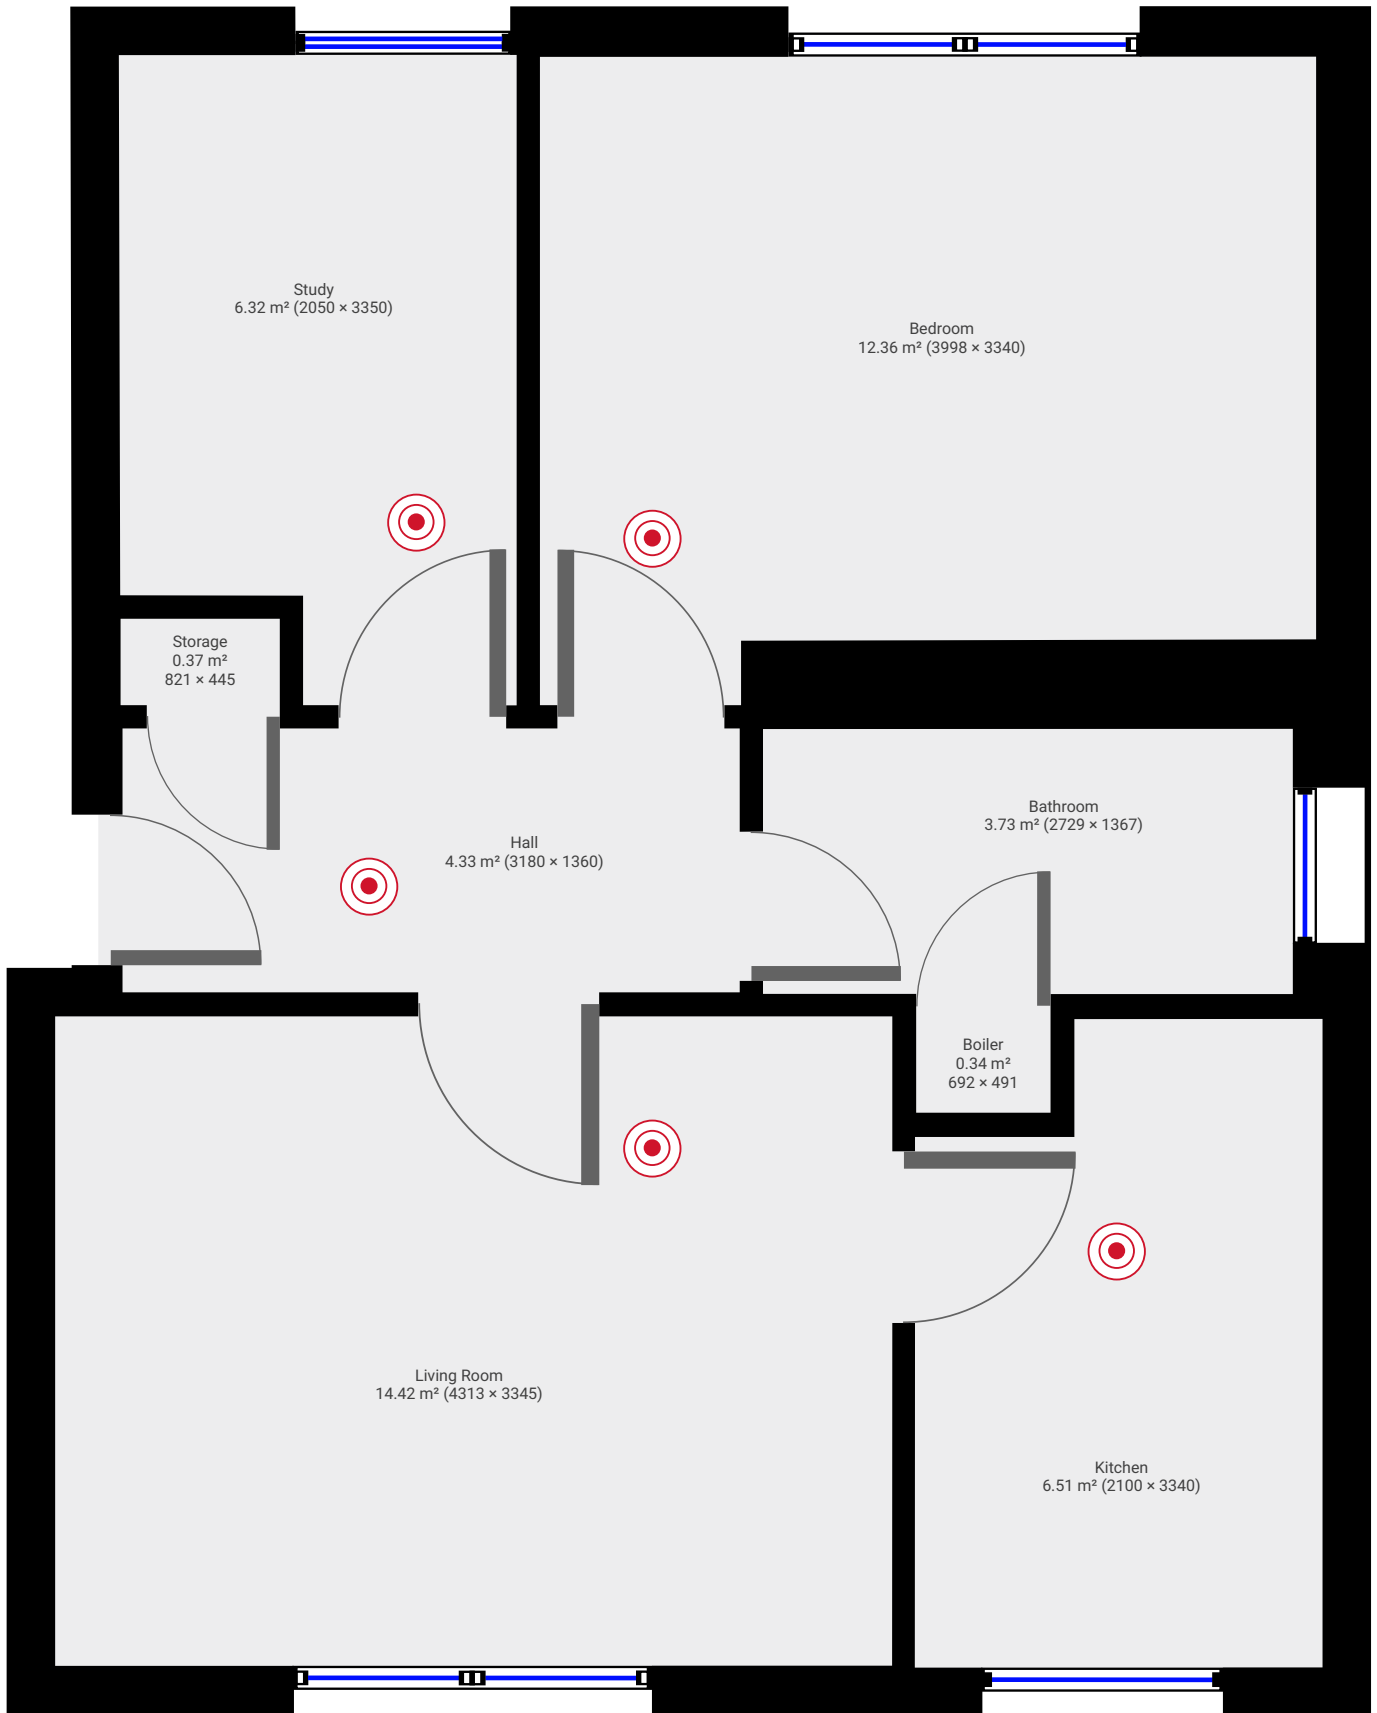 Study
6.32 m² (2050 × 3350)
Bedroom
12.36 m² (3998 × 3340)
Storage
0.37 m²
821 × 445
Hall
4.33 m² (3180 × 1360)
Bathroom
3.73 m² (2729 × 1367)
Boiler
0.34 m²
692 × 491
Living Room
14.42 m² (4313 × 3345)
Kitchen
6.51 m² (2100 × 3340)